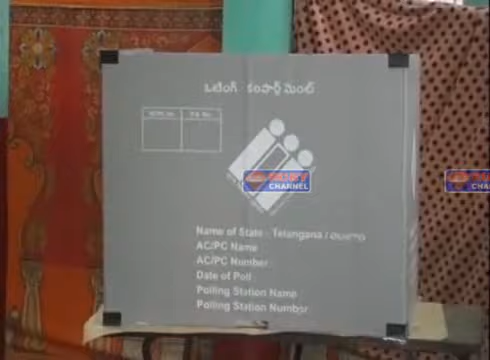 ఓటింగ్ కంపార్ట్ మెంట్
Name of State - Telangana / తెలంగాణ
AC/PC Name
AC/PC Number
Date of Poll
Polling Station Name
Polling Station Number
CHANNEL